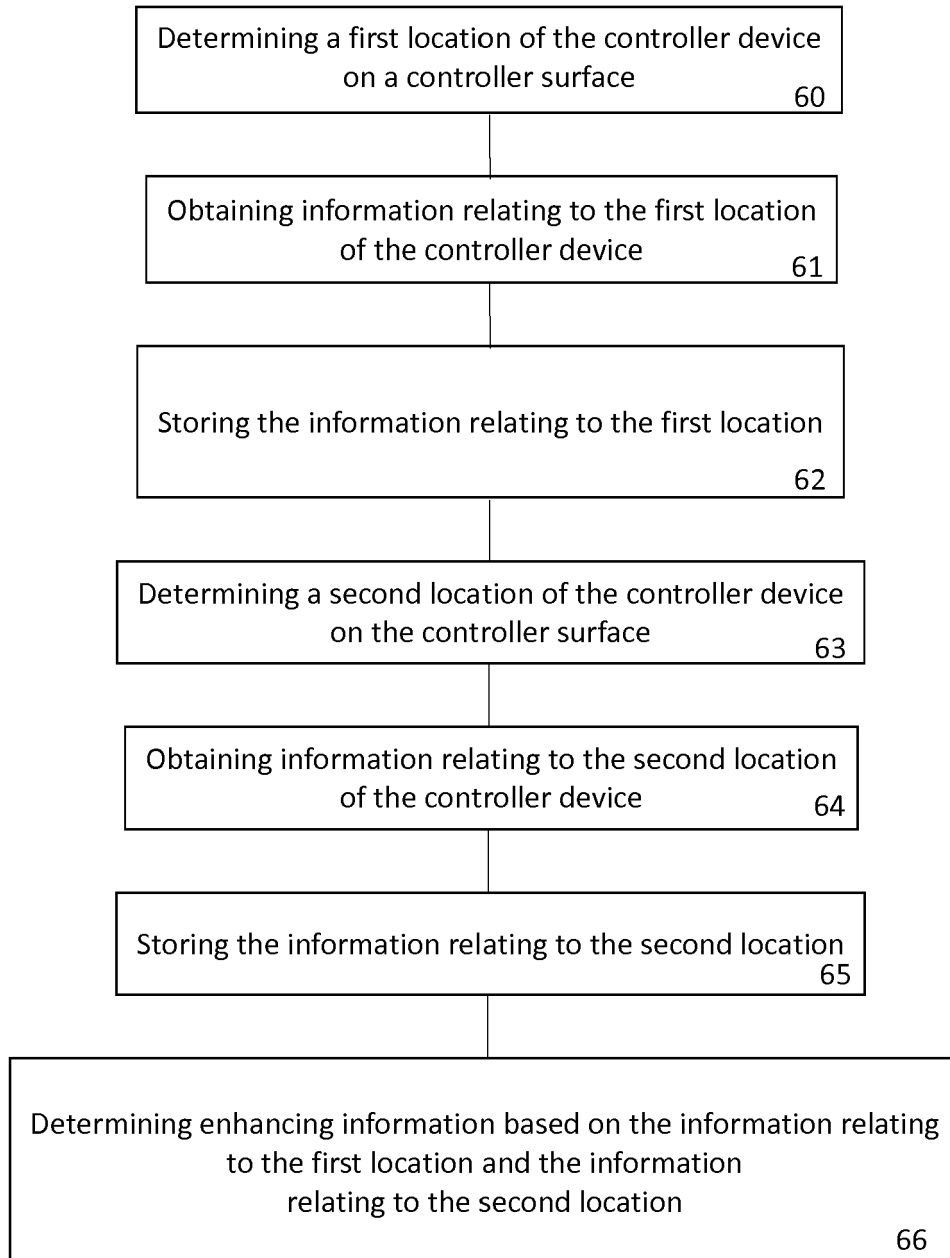 Determining a first location of the controller device
on a controller surface
60
Obtaining information relating to the first location
of the controller device
61
Storing the information relating to the first location
62
Determining a second location of the controller device
on the controller surface
63
Obtaining information relating to the second location
of the controller device
64
Storing the information relating to the second location
65
Determining enhancing information based on the information relating
to the first location and the information
relating to the second location
66